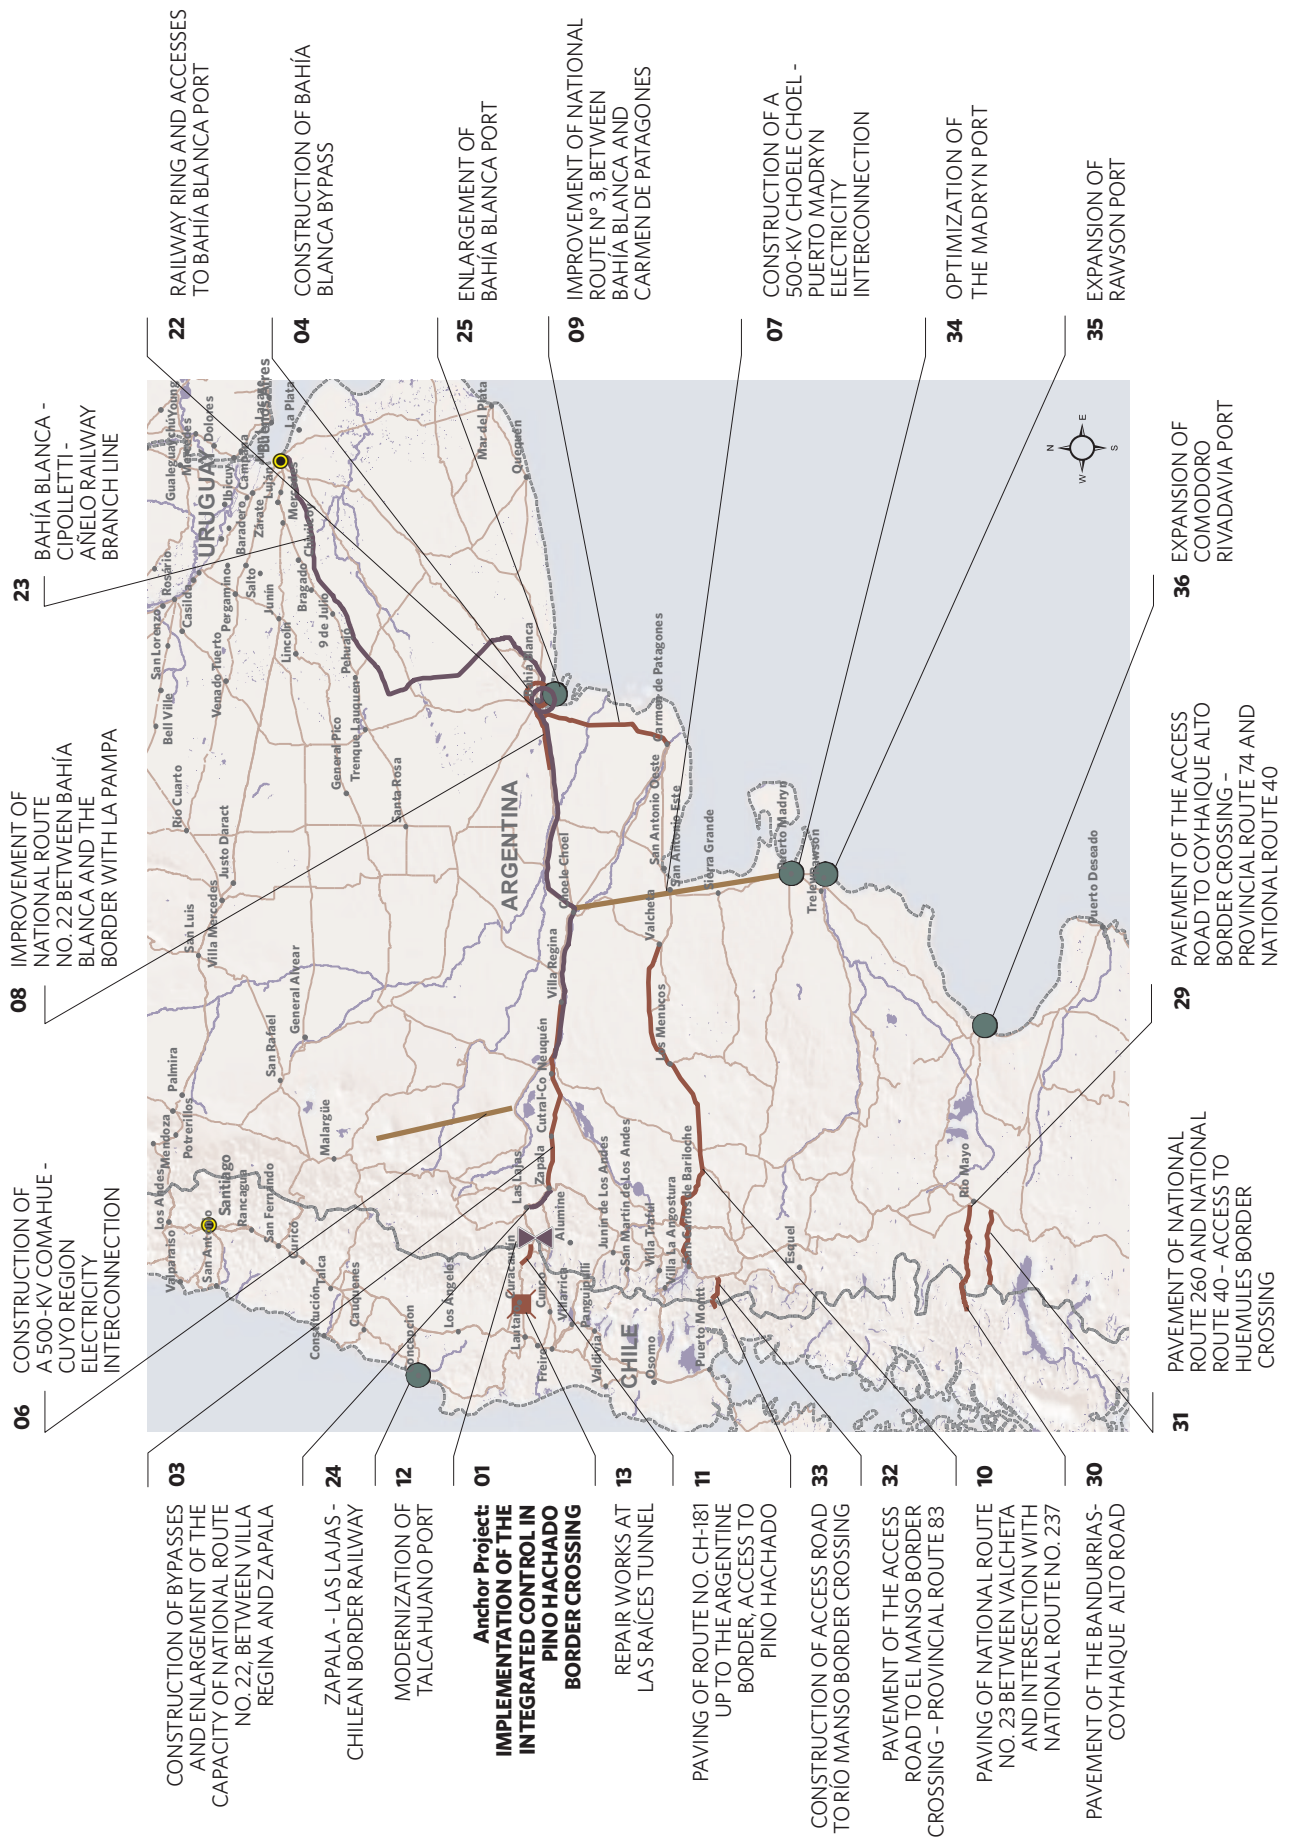 06
CONSTRUCTION OF
A 500-KV COMAHUE -
CUYO REGION
ELECTRICITY
INTERCONNECTION
08
IMPROVEMENT OF
NATIONAL ROUTE
NO. 22 BETWEEN BAHÍA
BLANCA AND THE
BORDER WITH LA PAMPA
23
BAHÍA BLANCA -
CIPOLLETTI -
AÑELO RAILWAY
BRANCH LINE
03
CONSTRUCTION OF BYPASSES
AND ENLARGEMENT OF THE
CAPACITY OF NATIONAL ROUTE
NO. 22, BETWEEN VILLA
REGINA AND ZAPALA
24
ZAPALA - LAS LAJAS -
CHILEAN BORDER RAILWAY
12
MODERNIZATION OF
TALCAHUANO PORT
01
Anchor Project:
IMPLEMENTATION OF THE
INTEGRATED CONTROL IN
PINO HACHADO
BORDER CROSSING
13
REPAIR WORKS AT
LAS RAÍCES TUNNEL
11
PAVING OF ROUTE NO. CH-181
UP TO THE ARGENTINE
BORDER, ACCESS TO
PINO HACHADO
33
CONSTRUCTION OF ACCESS ROAD
TO RÍO MANSO BORDER CROSSING
32
PAVEMENT OF THE ACCESS
ROAD TO EL MANSO BORDER
CROSSING – PROVINCIAL ROUTE 83
10
PAVING OF NATIONAL ROUTE
NO. 23 BETWEEN VALCHETA
AND INTERSECTION WITH
NATIONAL ROUTE NO. 237
30
PAVEMENT OF THE BANDURRIAS-
COYHAIQUE ALTO ROAD
22
RAILWAY RING AND ACCESSES
TO BAHÍA BLANCA PORT
04
CONSTRUCTION OF BAHÍA
BLANCA BYPASS
25
ENLARGEMENT OF
BAHÍA BLANCA PORT
09
IMPROVEMENT OF NATIONAL
ROUTE Nº 3, BETWEEN
BAHÍA BLANCA AND
CARMEN DE PATAGONES
07
CONSTRUCTION OF A
500-KV CHOELE CHOEL -
PUERTO MADRYN
ELECTRICITY
INTERCONNECTION
34
OPTIMIZATION OF
THE MADRYN PORT
35
EXPANSION OF
RAWSON PORT
31
PAVEMENT OF NATIONAL
ROUTE 260 AND NATIONAL
ROUTE 40 – ACCESS TO
HUEMULES BORDER
CROSSING
29
PAVEMENT OF THE ACCESS
ROAD TO COYHAIQUE ALTO
BORDER CROSSING –
PROVINCIAL ROUTE 74 AND
NATIONAL ROUTE 40
36
EXPANSION OF
COMODORO
RIVADAVIA PORT
URUGUAY
ARGENTINA
CHILE
Valparaíso
Los Andes
San Antonio
Santiago
Rancagua
San Fernando
Curicó
Talca
Constitución
Cauquenes
Concepcion
Los Angeles
Lautaro
Curacautín
Cunco
Freire
Villarrica
Panguipulli
Valdivia
Osorno
Puerto Montt
Mendoza
Palmira
Potrerillos
San Rafael
General Alvear
Malargüe
San Luis
Villa Mercedes
Justo Daract
Río Cuarto
Bell Ville
San Lorenzo
Rosário
Casilda
Venado Tuerto
Pergamino
Salto
Junín
Lincoln
Bragado
9 de Julio
Pehuajó
Trenque Lauquen
General Pico
Santa Rosa
Chivilcoy
Mercedes
Luján
Zárate
Baradero
Campana
Ibicuy
Gualeguaychú
Young
Mercedes
Dolores
Buenos Aires
La Plata
Mar del Plata
Quequén
Bahía Blanca
Carmen de Patagones
San Antonio Oeste
San Antonio Este
Sierra Grande
Puerto Madryn
Trelew
Rawson
Puerto Deseado
Choele Choel
Villa Regina
Neuquén
Cutral-Co
Zapala
Las Lajas
Alumine
Junín de Los Andes
San Martín de Los Andes
Villa Traful
Villa La Angostura
San Carlos de Bariloche
Los Menucos
Valcheta
Esquel
Río Mayo
N
E
S
W